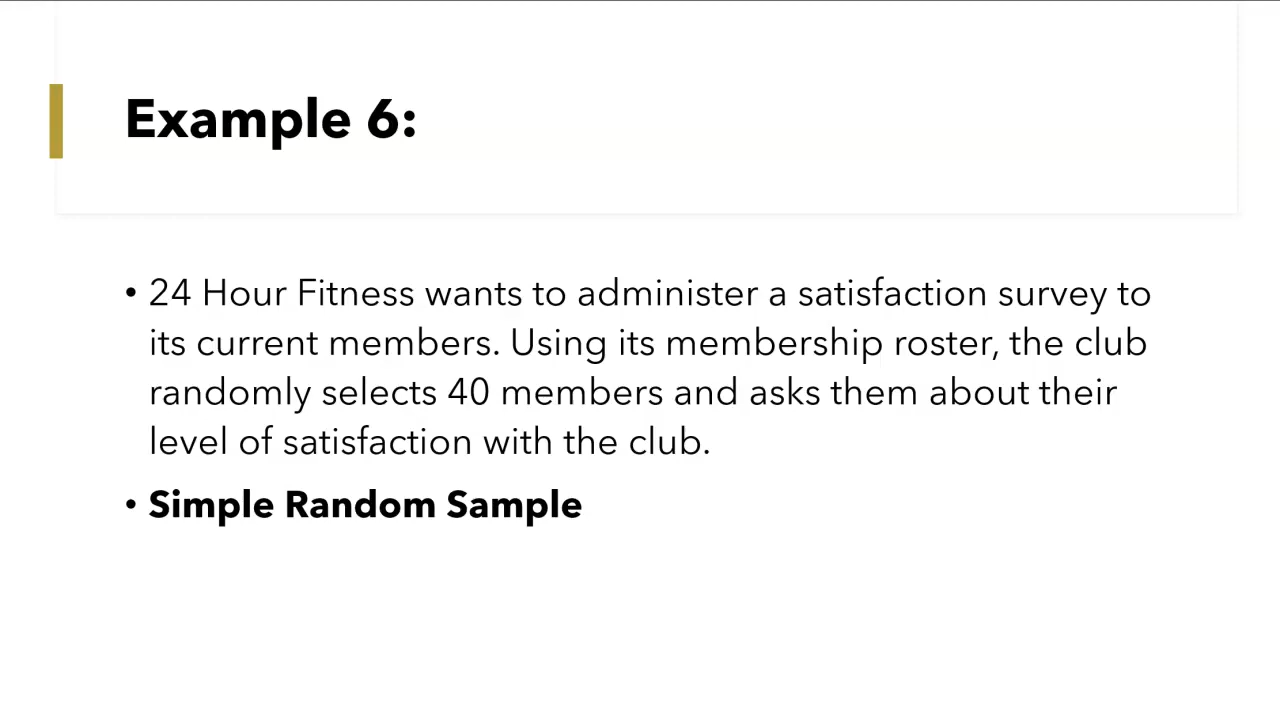 Example 6:
• 24 Hour Fitness wants to administer a satisfaction survey to
its current members. Using its membership roster, the club
randomly selects 40 members and asks them about their
level of satisfaction with the club.
• Simple Random Sample